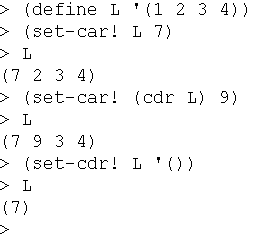 > (define L '(1 2 3 4))
> (set-car! L 7)
> L
(7 2 3 4)
> (set-car! (cdr L) 9)
> L
(7 9 3 4)
> (set-cdr! L '())
> L
(7)
>